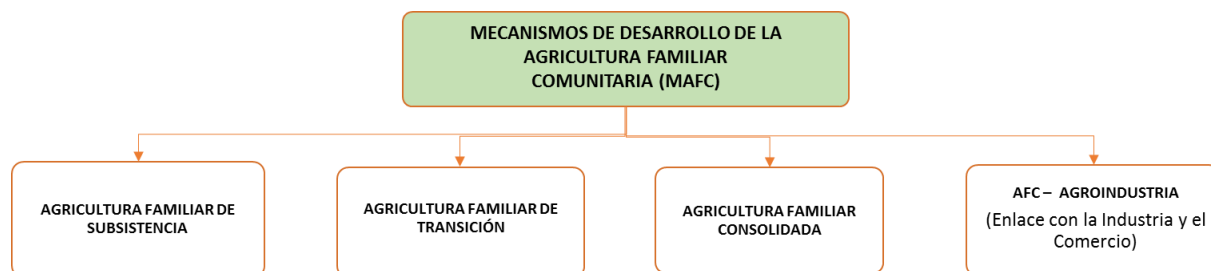 MECANISMOS DE DESARROLLO DE LA
AGRICULTURA FAMILIAR
COMUNITARIA (MAFC)
AGRICULTURA FAMILIAR DE
SUBSISTENCIA
AGRICULTURA FAMILIAR DE
TRANSICIÓN
AGRICULTURA FAMILIAR
CONSOLIDADA
AFC – AGROINDUSTRIA
(Enlace con la Industria y el
Comercio)